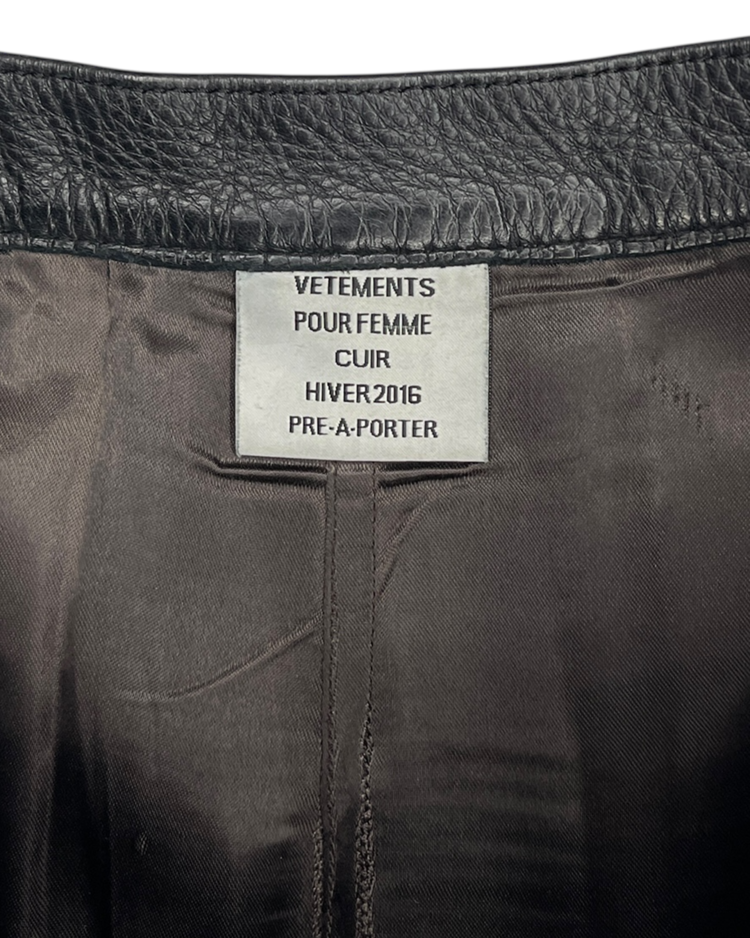 VETEMENTS
POUR FEMME
CUIR
HIVER 2016
PRE-A-PORTER